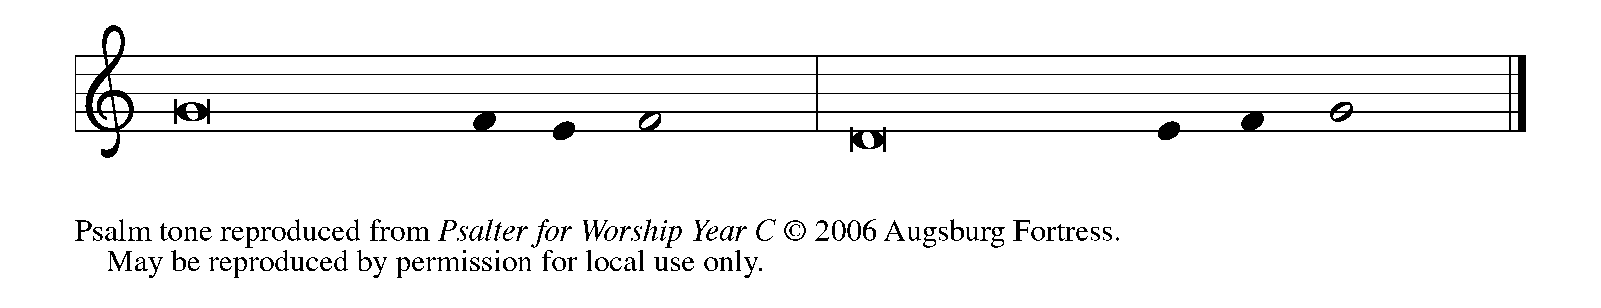 Psalm tone reproduced from Psalter for Worship Year C © 2006 Augsburg Fortress.
May be reproduced by permission for local use only.